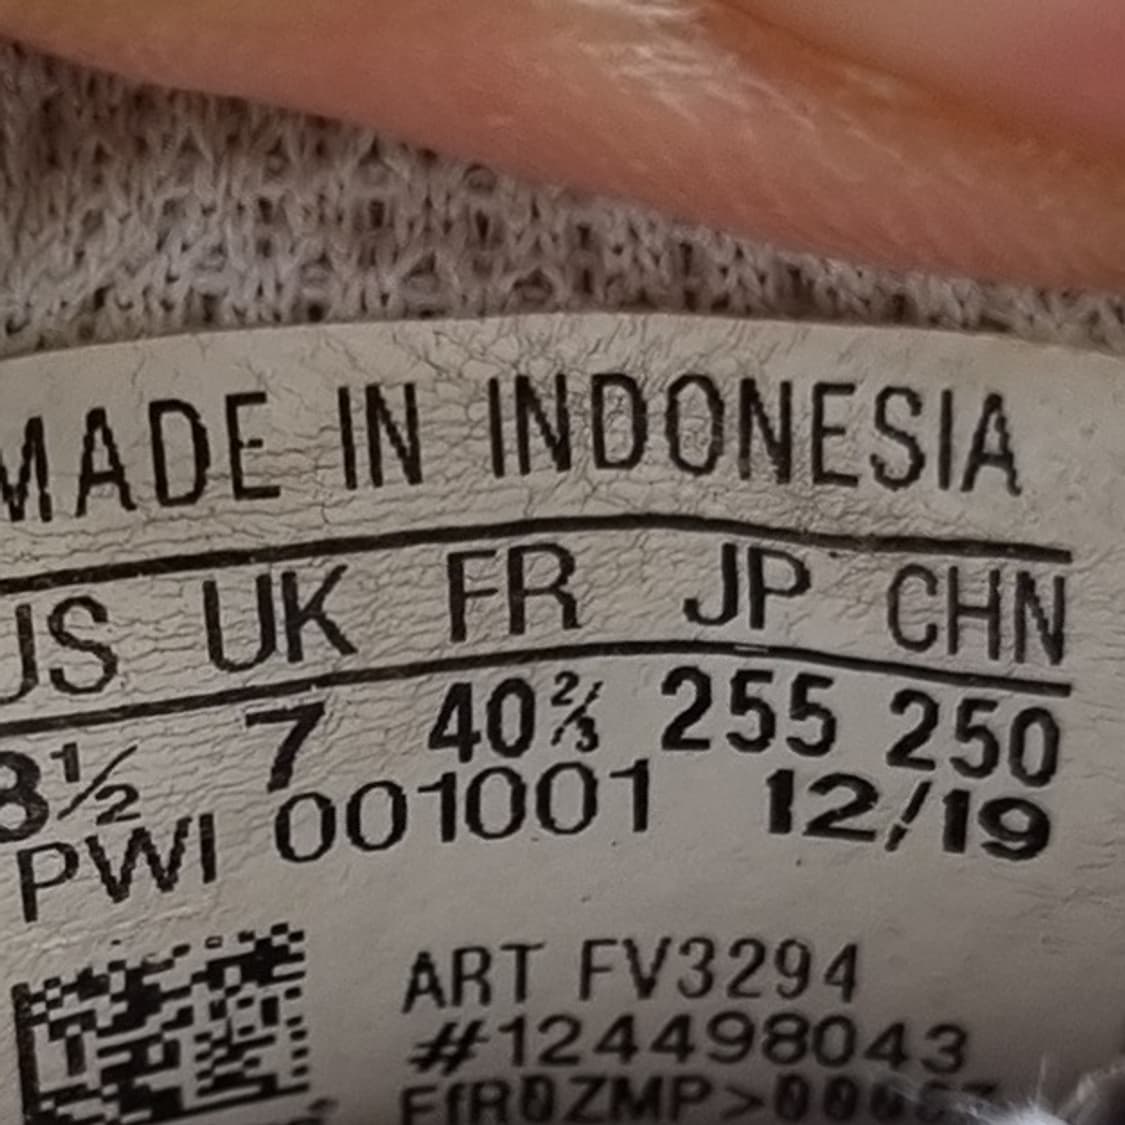 MADE IN INDONESIA
US UK FR JP CHN
8½ 7 40⅔ 255 250
PWI 001001 12/19
ART FV3294
#124498043